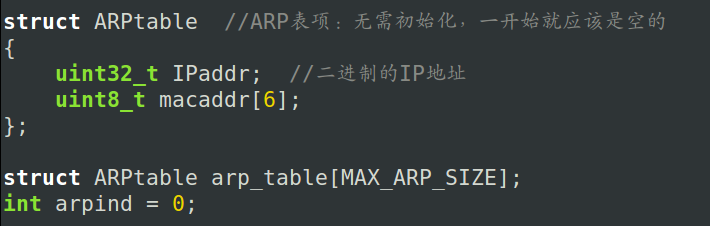 struct ARPtable  //ARP表项：无需初始化，一开始就应该是空的
{
    uint32_t IPaddr;  //二进制的IP地址
    uint8_t macaddr[6];
};

struct ARPtable arp_table[MAX_ARP_SIZE];
int arpind = 0;